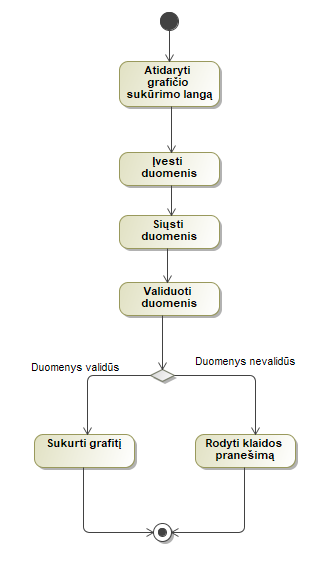 Atidaryti
grafičio
sukūrimo langą
Įvesti
duomenis
Siųsti
duomenis
Validuoti
duomenis
Duomenys validūs
Duomenys nevalidūs
Sukurti grafitį
Rodyti klaidos
pranešimą